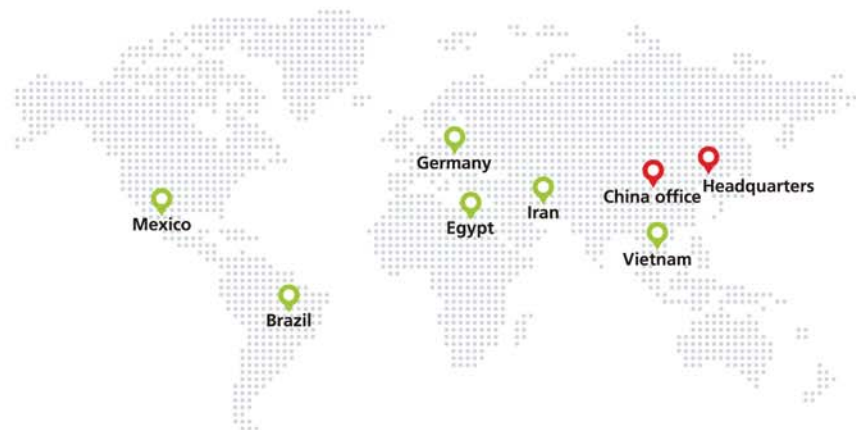 Germany
Headquarters
China office
Iran
Mexico
Egypt
Vietnam
Brazil